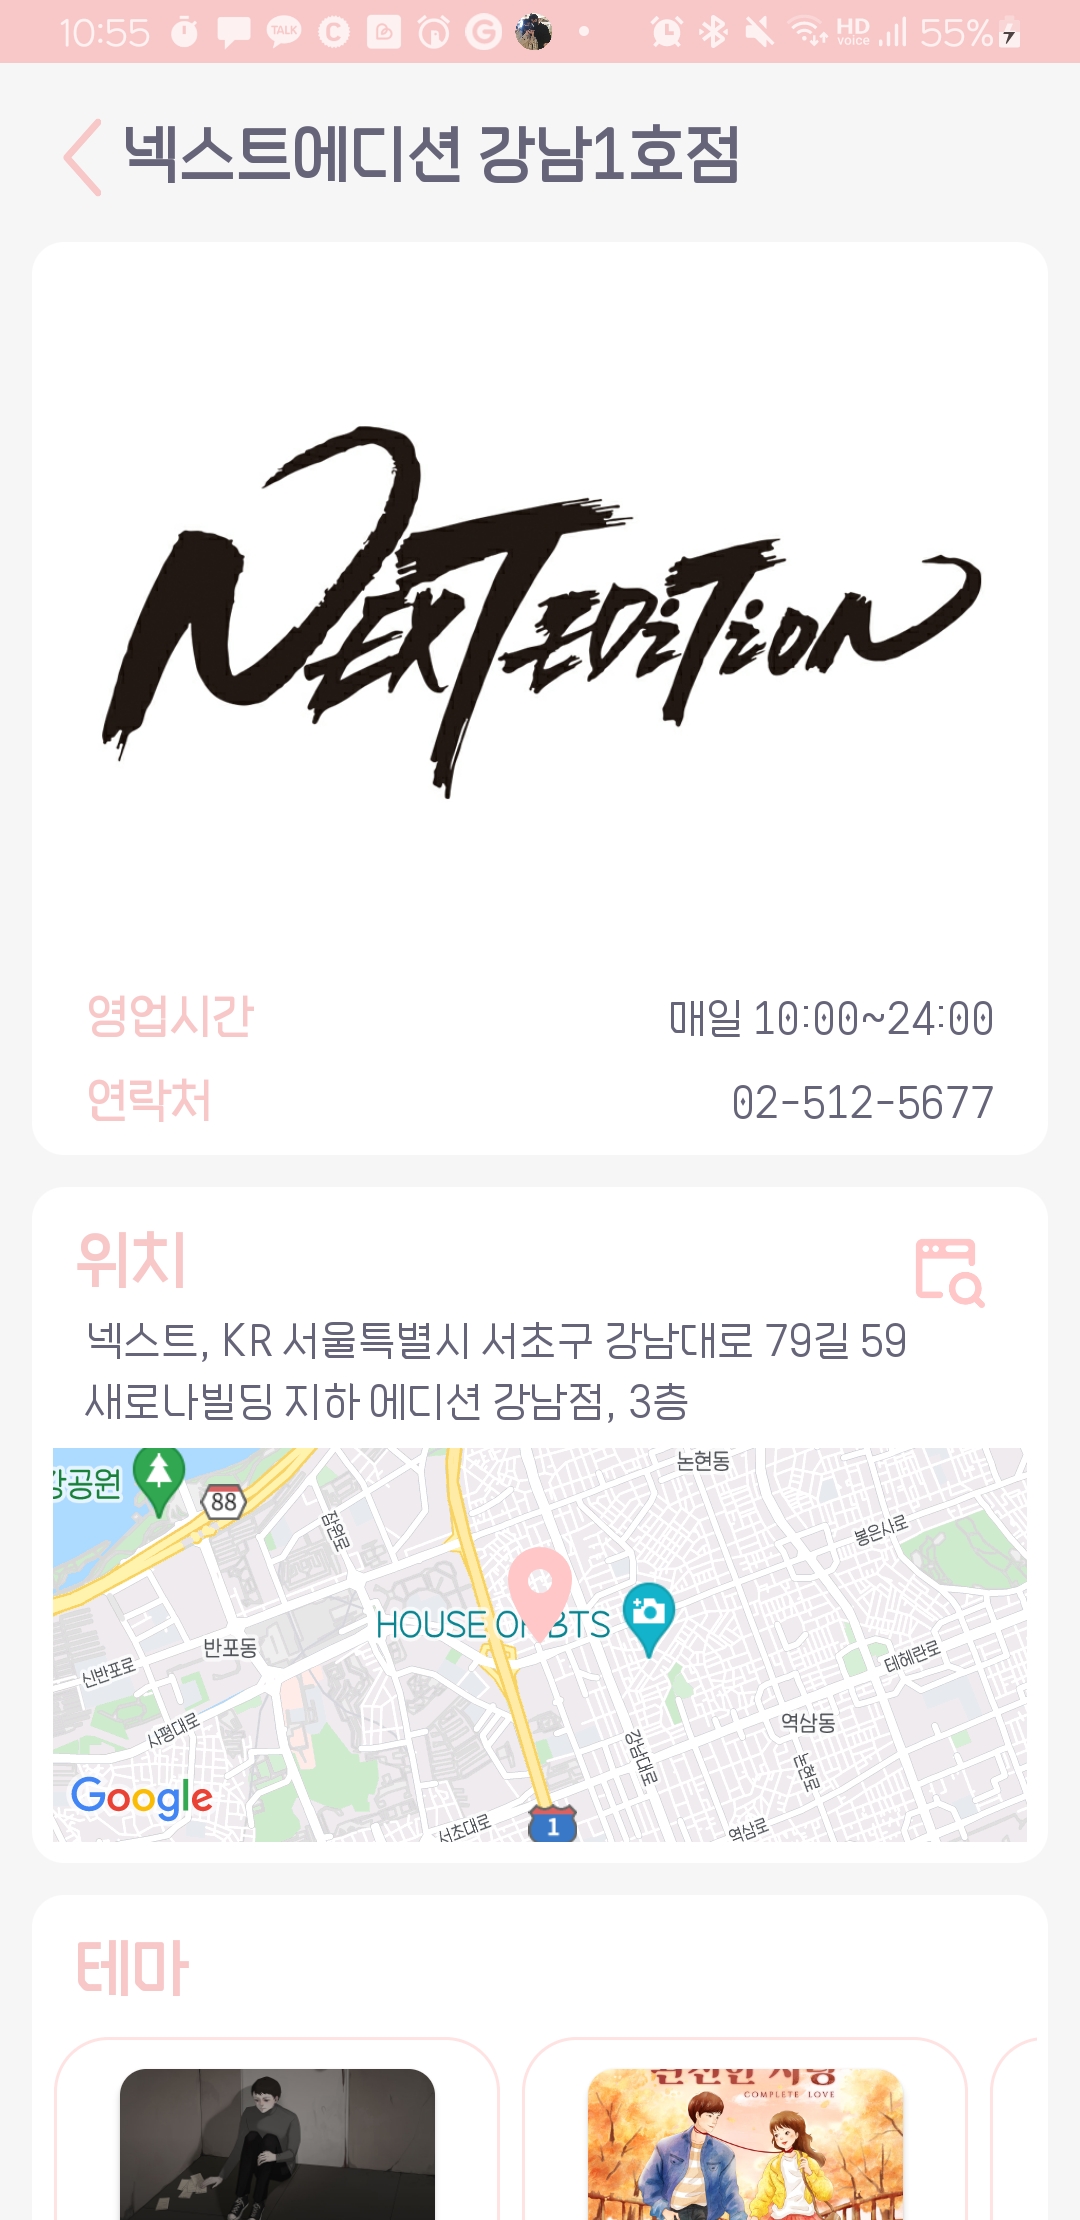 10:55
TALK
HD voice
55%
넥스트에디션 강남1호점
NEXT EDITION
영업시간
매일 10:00~24:00
연락처
02-512-5677
위치
넥스트, KR 서울특별시 서초구 강남대로 79길 59
새로나빌딩 지하 에디션 강남점, 3층
논현동
강공원
88
잠원로
봉은사로
HOUSE OF BTS
반포동
신반포로
테헤란로
사평대로
역삼동
강남대로
논현로
Google
서초대로
1
역삼로
테마
COMPLETE LOVE